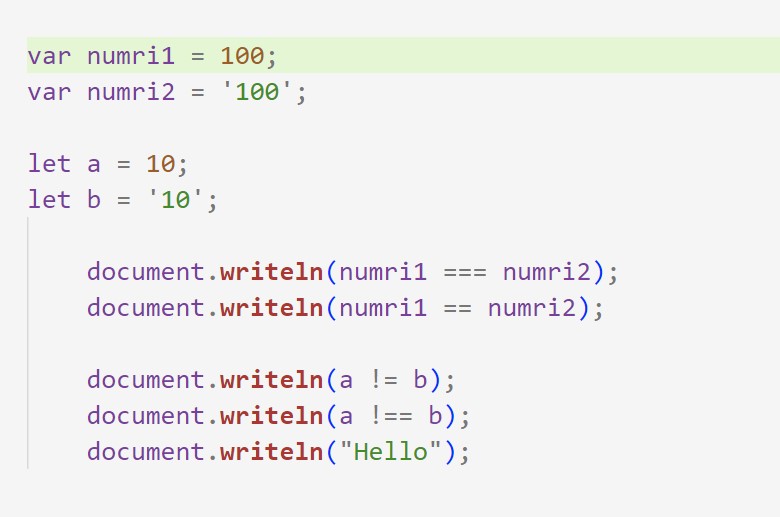 var numri1 = 100;
var numri2 = '100';
let a = 10;
let b = '10';
document.writeln(numri1 === numri2);
document.writeln(numri1 == numri2);
document.writeln(a != b);
document.writeln(a !== b);
document.writeln("Hello");